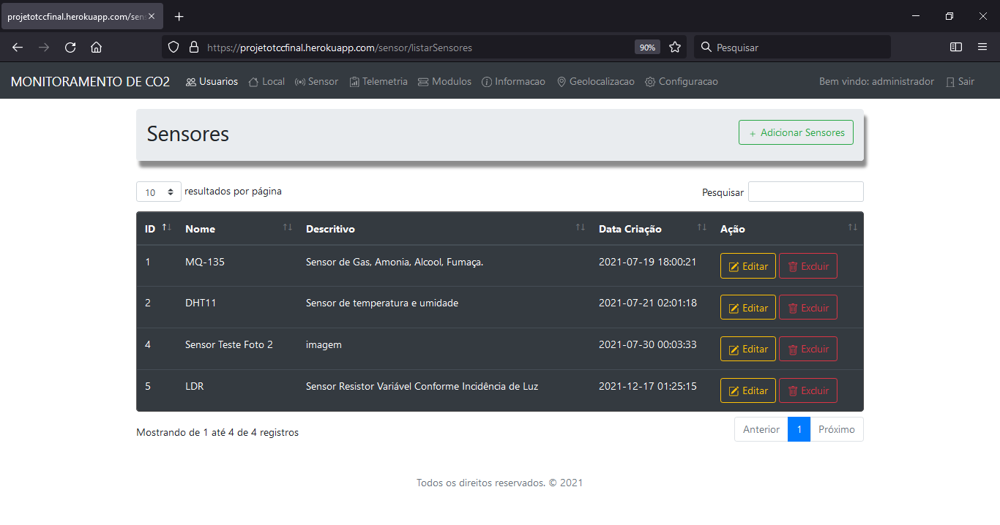 projetotccfinal.herokuapp.com/sens
https://projetotccfinal.herokuapp.com/sensor/listarSensores
90%
Pesquisar
MONITORAMENTO DE CO2 Usuarios Local Sensor Telemetria Modulos Informacao Geolocalizacao Configuracao Bem vindo: administrador Sair
Sensores
+ Adicionar Sensores
10 resultados por página
Pesquisar
ID Nome Descritivo Data Criação Ação
1 MQ-135 Sensor de Gas, Amonia, Alcool, Fumaça. 2021-07-19 18:00:21 Editar Excluir
2 DHT11 Sensor de temperatura e umidade 2021-07-21 02:01:18 Editar Excluir
4 Sensor Teste Foto 2 imagem 2021-07-30 00:03:33 Editar Excluir
5 LDR Sensor Resistor Variável Conforme Incidência de Luz 2021-12-17 01:25:15 Editar Excluir
Mostrando de 1 até 4 de 4 registros
Anterior 1 Próximo
Todos os direitos reservados. © 2021